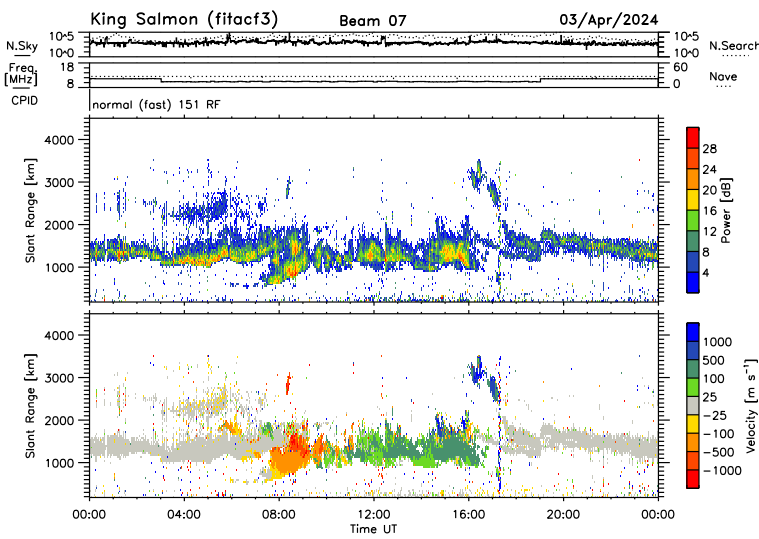 King Salmon (fitacf3) Beam 07 03/Apr/2024
N.Sky 10^5 10^0 10^5 10^0 N.Search
Freq. [MHz] 18 8 60 0 Nave
CPID normal (fast) 151 RF
Slant Range [km] 4000 3000 2000 1000
28 24 20 16 12 8 4 Power [dB]
Slant Range [km] 4000 3000 2000 1000
1000 500 100 25 −25 −100 −500 −1000 Velocity [m s⁻¹]
00:00 04:00 08:00 12:00 16:00 20:00 00:00
Time UT